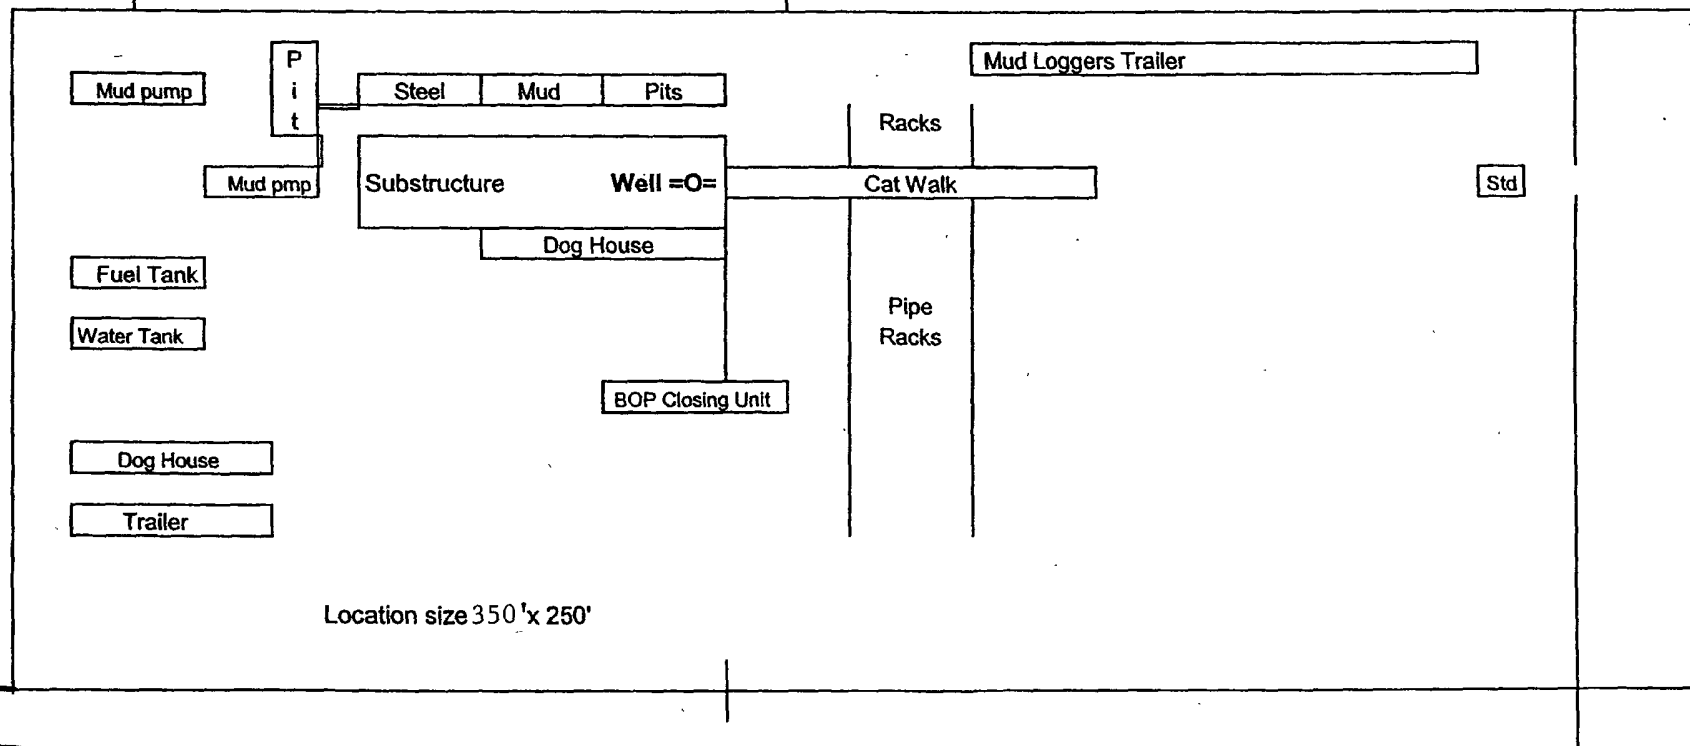 Mud Loggers Trailer
P
i
t
Mud pump
Steel Mud Pits
Racks
Mud pmp
Substructure Well =O=
Cat Walk
Std
Dog House
Fuel Tank
Pipe
Racks
Water Tank
BOP Closing Unit
Dog House
Trailer
Location size 350'x 250'